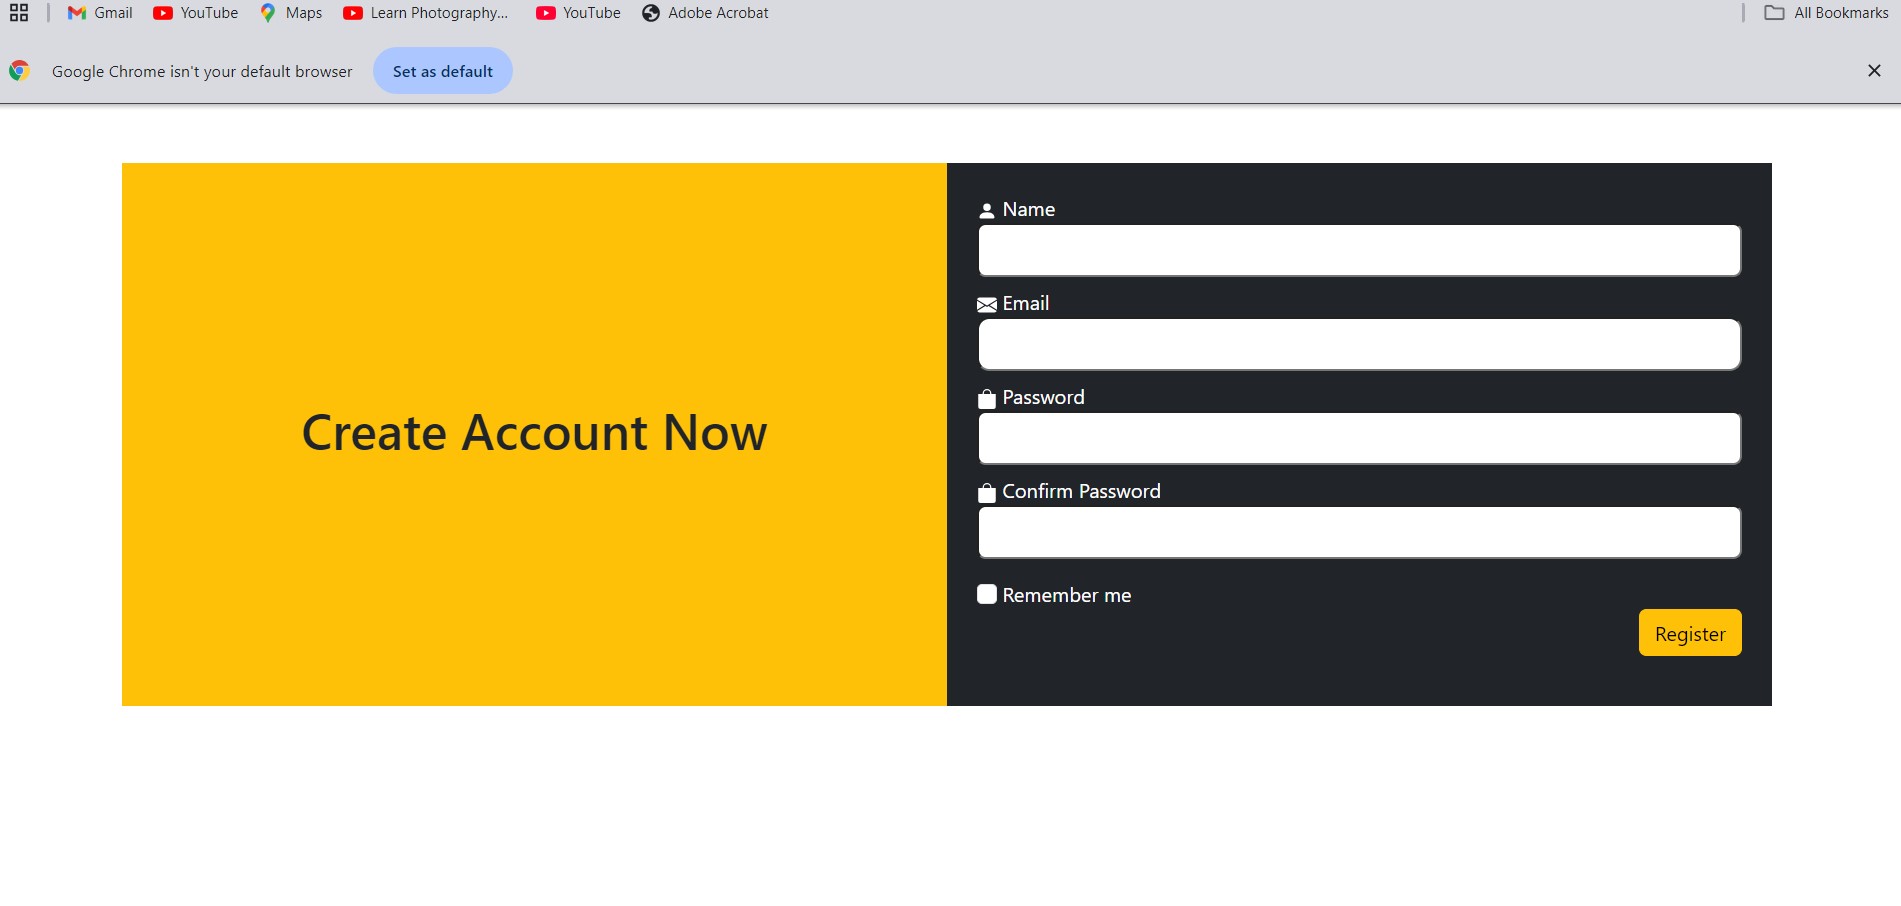 Gmail YouTube Maps Learn Photography... YouTube Adobe Acrobat All Bookmarks
Google Chrome isn't your default browser Set as default
Create Account Now
Name
Email
Password
Confirm Password
Remember me
Register